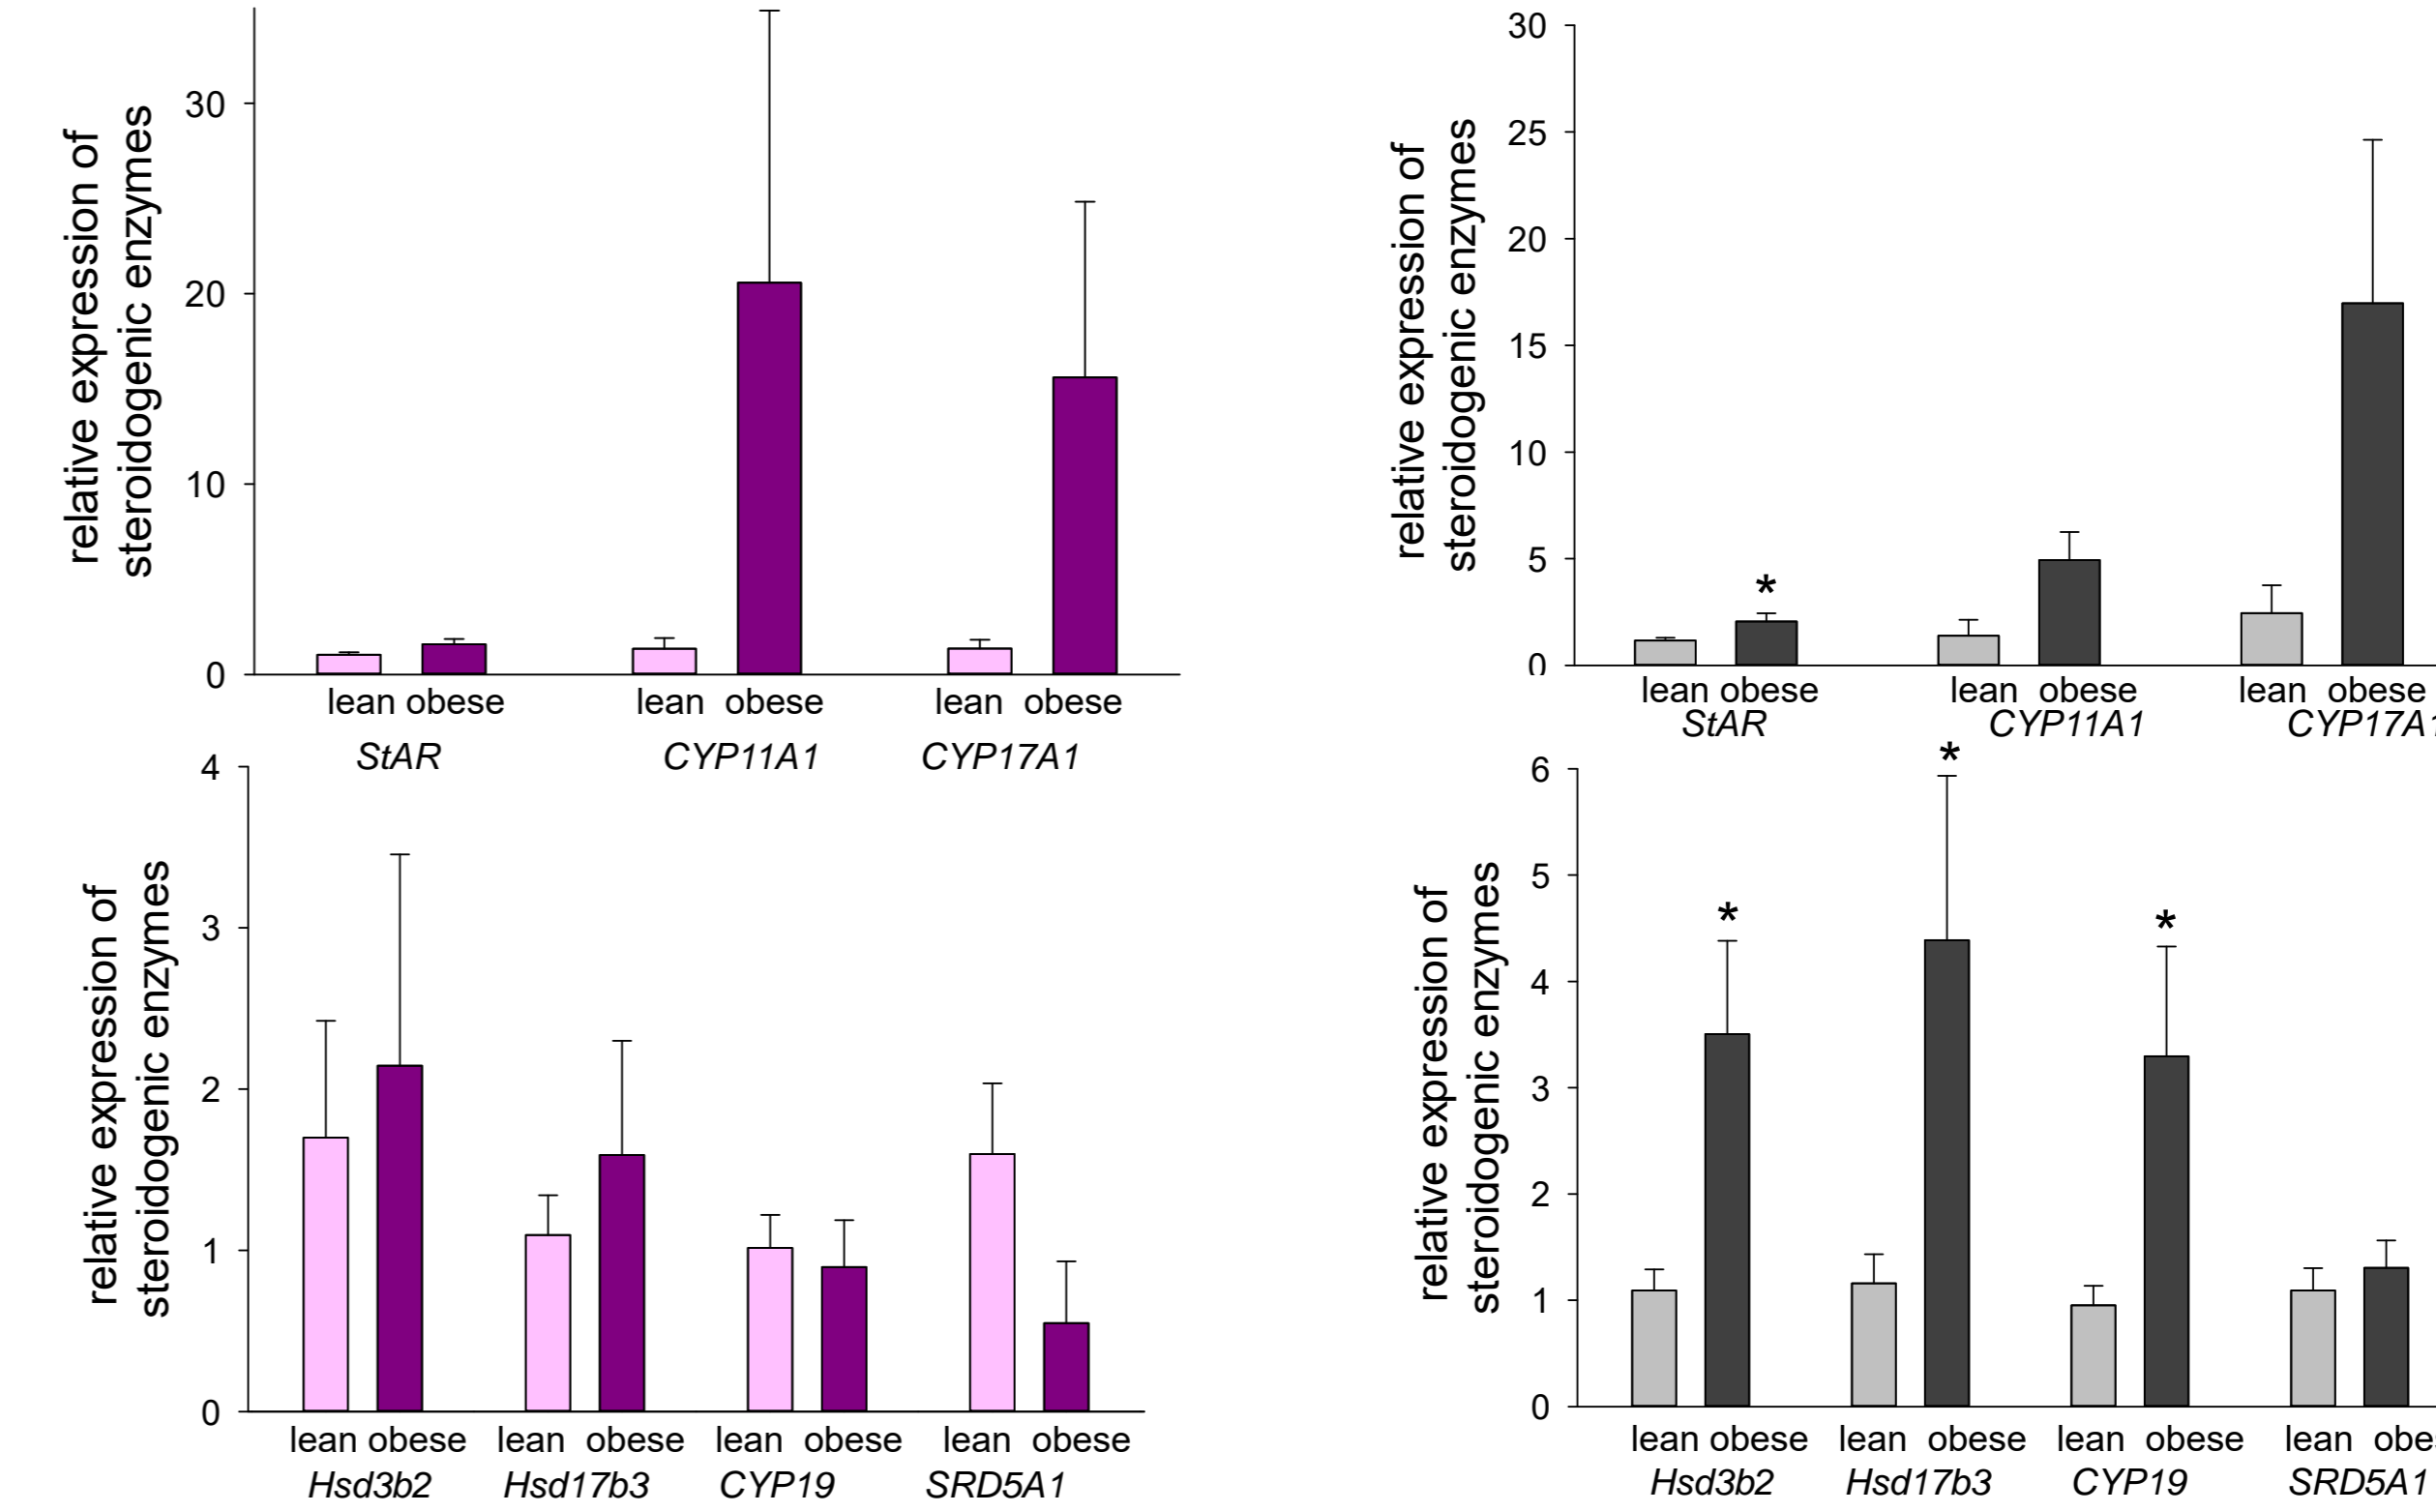 relative expression of
steroidogenic enzymes
30
20
10
0
lean obese lean obese lean obese
StAR CYP11A1 CYP17A1
relative expression of
steroidogenic enzymes
30
25
20
15
10
5
0
*
lean obese lean obese lean obese
StAR CYP11A1 CYP17A1
relative expression of
steroidogenic enzymes
4
3
2
1
0
lean obese lean obese lean obese lean obese
Hsd3b2 Hsd17b3 CYP19 SRD5A1
relative expression of
steroidogenic enzymes
6
5
4
3
2
1
0
* * *
lean obese lean obese lean obese lean obe
Hsd3b2 Hsd17b3 CYP19 SRD5A1